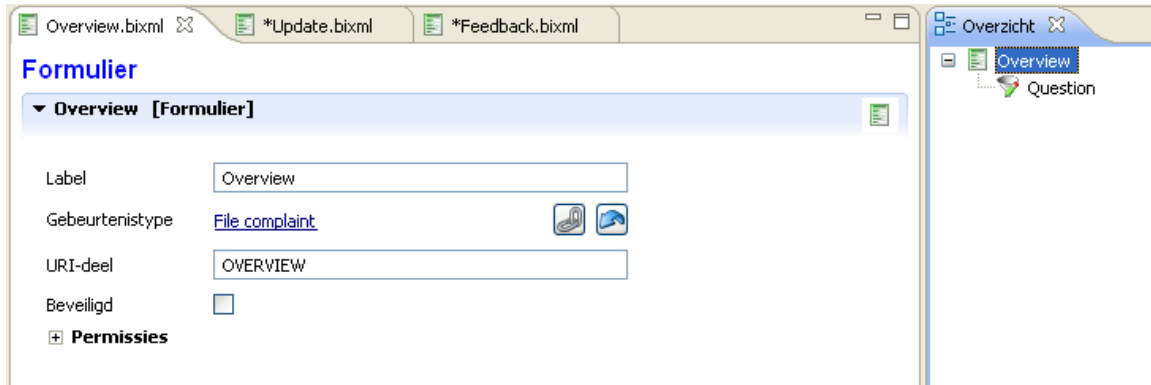 Overview.bixml *Update.bixml *Feedback.bixml
Formulier
Overview [Formulier]
Label Overview
Gebeurtenistype File complaint
URI-deel OVERVIEW
Beveiligd
Permissies
Overzicht
Overview
Question